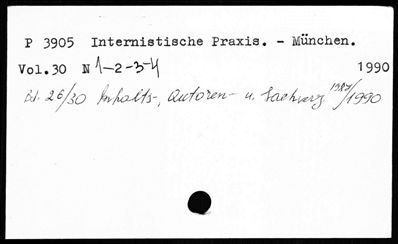 P 3905 Internistische Praxis. - München.
Vol.30 N 1-2-3-4 1990
Bd. 26/30 Inhalts-, Autoren- u. Sachverz 1987/1990